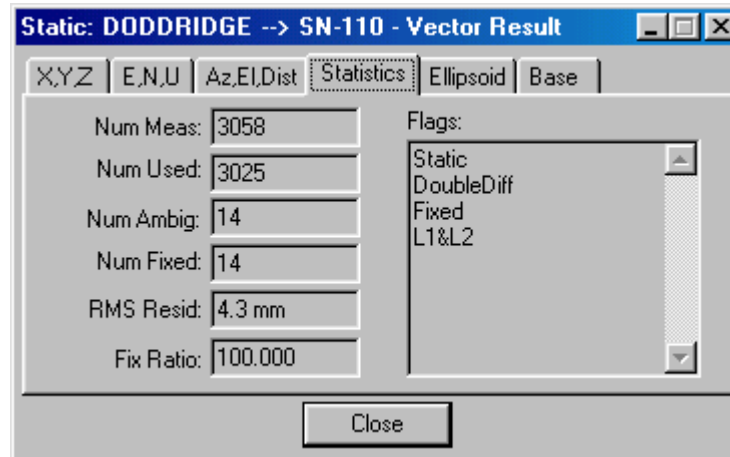 Static: DODDRIDGE --> SN-110 - Vector Result
X,Y,Z E,N,U Az,El,Dist Statistics Ellipsoid Base
Num Meas: 3058
Num Used: 3025
Num Ambig: 14
Num Fixed: 14
RMS Resid: 4.3 mm
Fix Ratio: 100.000
Flags:
Static
DoubleDiff
Fixed
L1&L2
Close